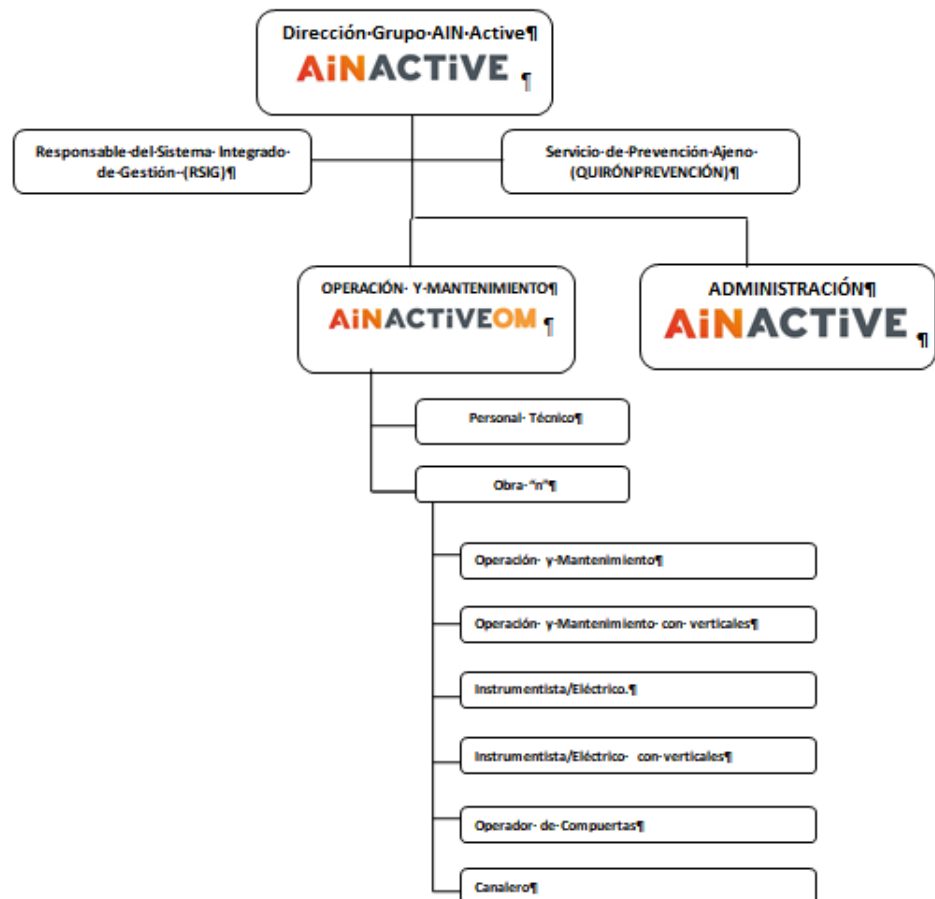 Dirección·Grupo·AIN·Active¶
AiNACTiVE ¶
Responsable·del·Sistema· Integrado·
de·Gestión·-(RSIG)¶
Servicio·de·Prevención·Ajeno·
(QUIRÓNPREVENCIÓN)¶
OPERACIÓN· Y·MANTENIMIENTO¶
AiNACTiVEOM ¶
ADMINISTRACIÓN¶
AiNACTiVE ¶
Personal· Técnico¶
Obra· "n"¶
Operación· y·Mantenimiento¶
Operación· y·Mantenimiento· con· verticales¶
Instrumentista/Eléctrico.¶
Instrumentista/Eléctrico· con·verticales¶
Operador· de·Compuertas¶
Canalero¶